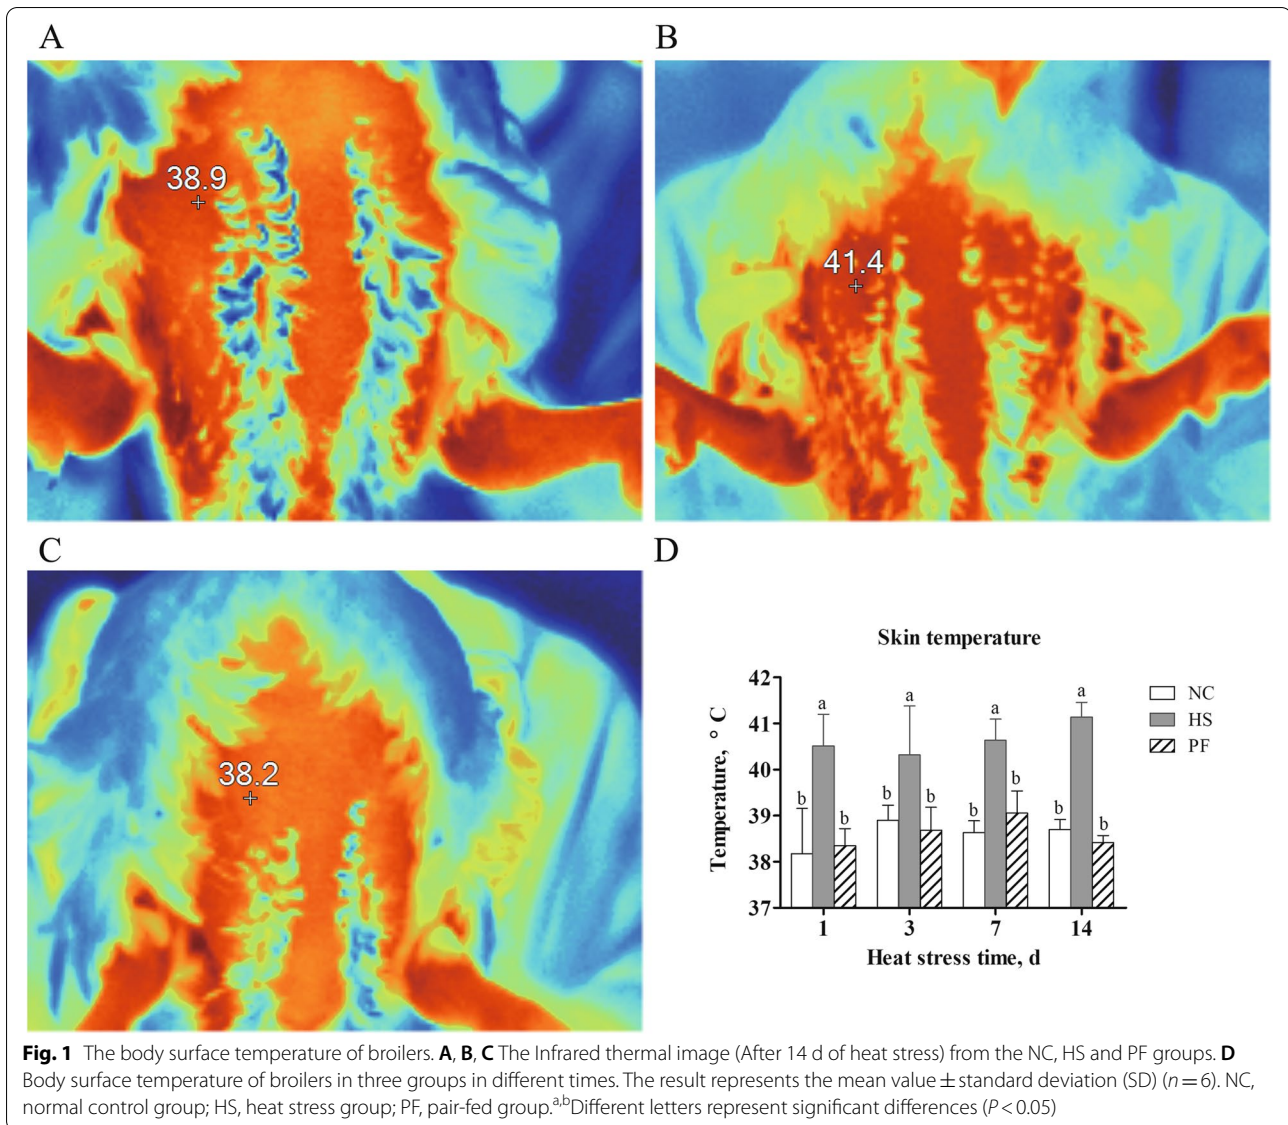 A
B
38.9
41.4
C
D
38.2
Skin temperature
42
41
40
39
38
37
Temperature, ° C
b a b
b a b
b a b
b a b
1 3 7 14
Heat stress time, d
NC
HS
PF
Fig. 1 The body surface temperature of broilers. A, B, C The Infrared thermal image (After 14 d of heat stress) from the NC, HS and PF groups. D
Body surface temperature of broilers in three groups in different times. The result represents the mean value ± standard deviation (SD) (n = 6). NC,
normal control group; HS, heat stress group; PF, pair-fed group.a,bDifferent letters represent significant differences (P < 0.05)